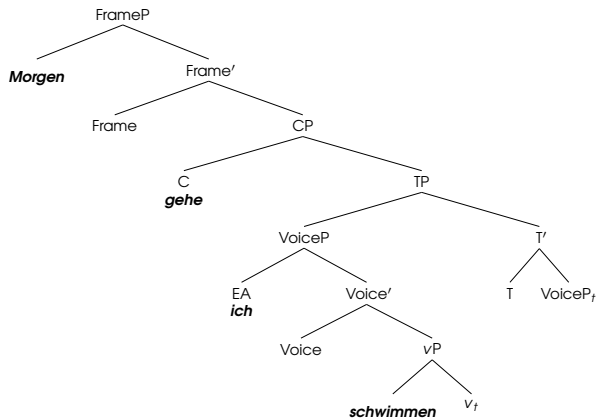 FrameP
Morgen Frame′
Frame CP
C TP
gehe
VoiceP T′
EA Voice′ T VoicePₜ
ich
Voice vP
schwimmen vₜ